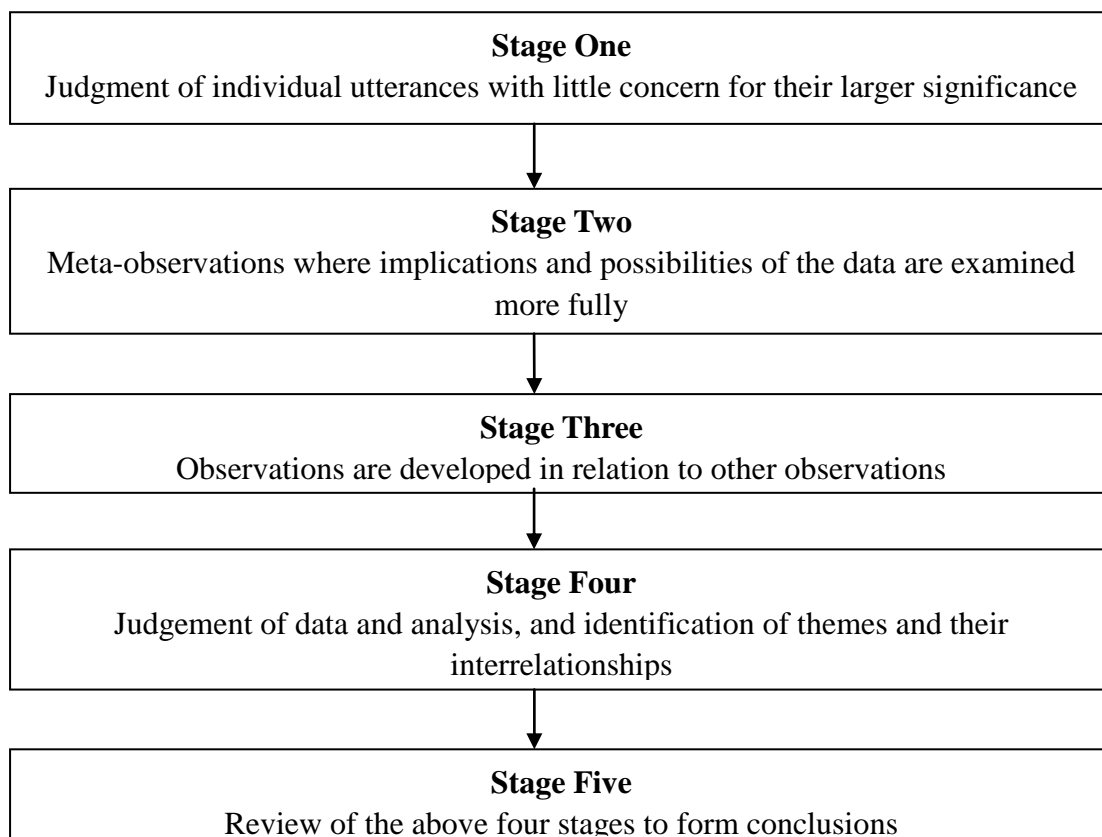 Stage One
Judgment of individual utterances with little concern for their larger significance
Stage Two
Meta-observations where implications and possibilities of the data are examined
more fully
Stage Three
Observations are developed in relation to other observations
Stage Four
Judgement of data and analysis, and identification of themes and their
interrelationships
Stage Five
Review of the above four stages to form conclusions